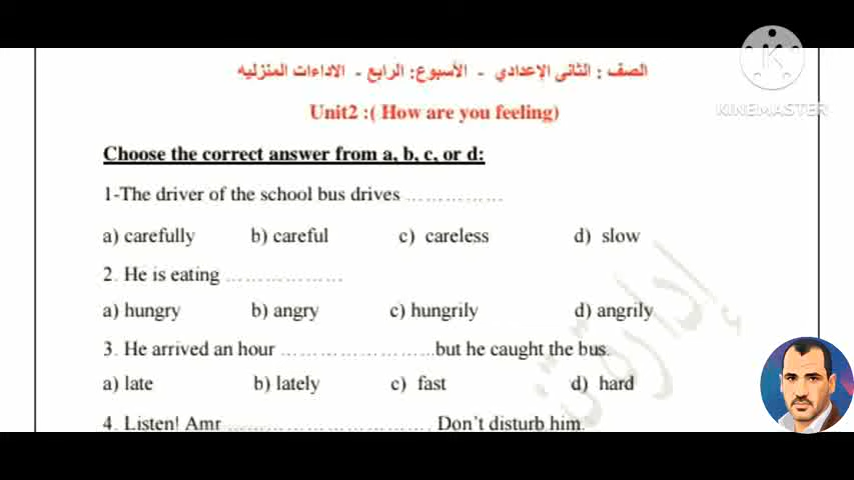 الصف : الثانى الإعدادي - الأسبوع: الرابع - الاداءات المنزليه
KINEMASTER
Unit2 :( How are you feeling)
Choose the correct answer from a, b, c, or d:
1-The driver of the school bus drives ……………
a) carefully b) careful c) careless d) slow
2. He is eating ………………
a) hungry b) angry c) hungrily d) angrily
3. He arrived an hour …………………..but he caught the bus.
a) late b) lately c) fast d) hard
4. Listen! Amr ………………………… Don't disturb him.
إدارة